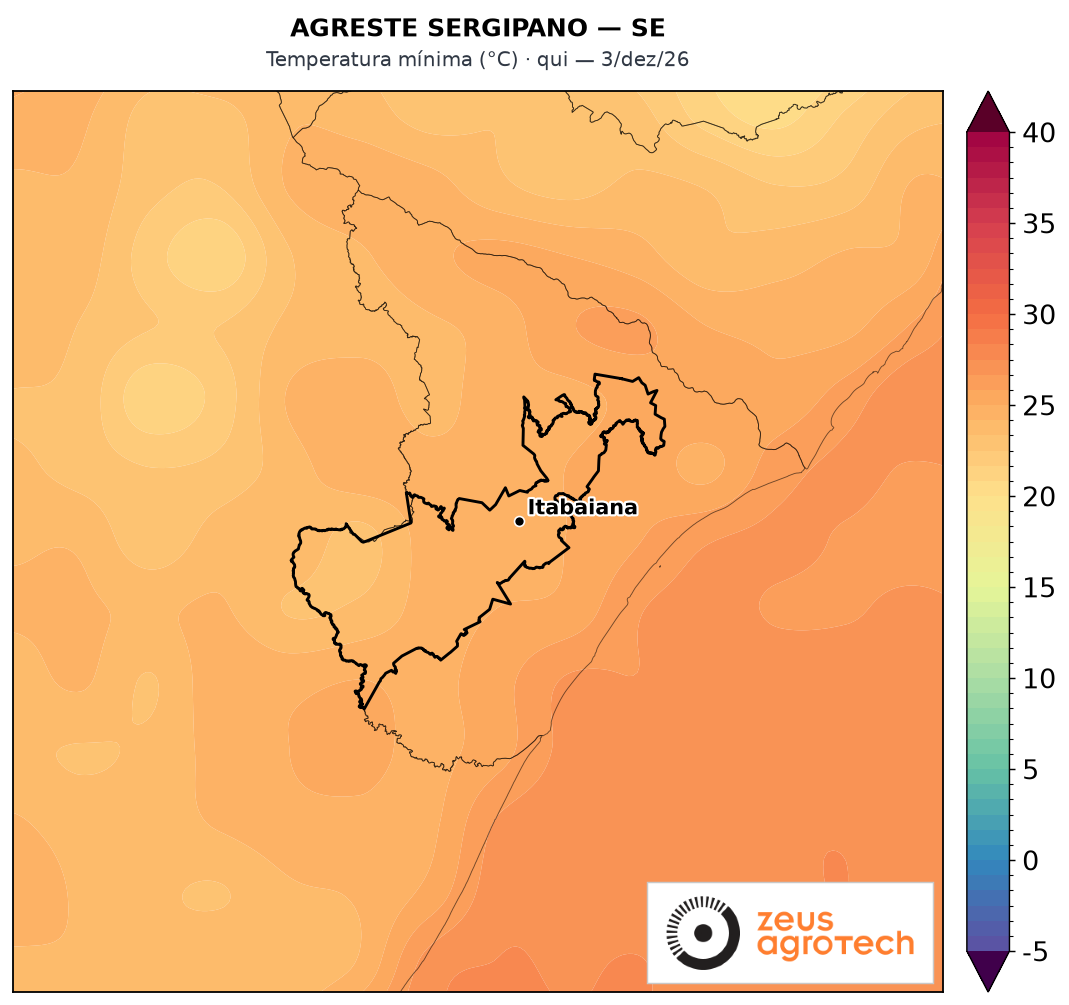 AGRESTE SERGIPANO — SE
Temperatura mínima (°C) · qui — 3/dez/26
40
35
30
25
20
15
10
5
0
-5
Itabaiana
zeus
agrotech